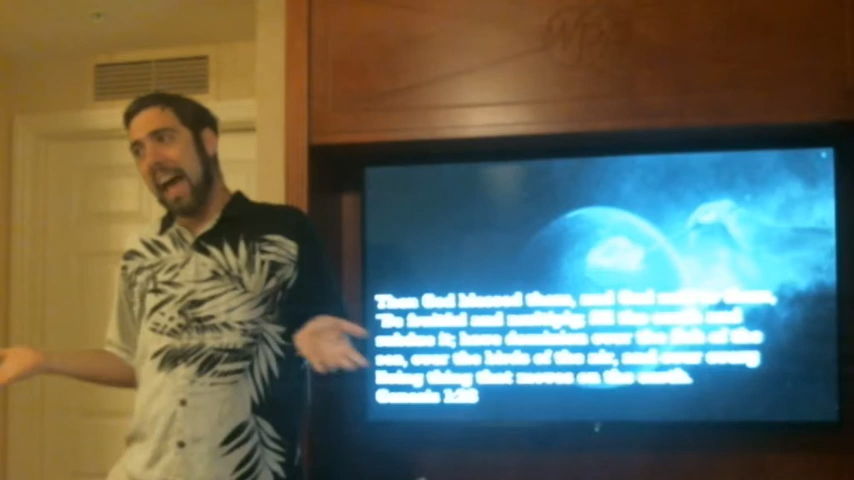 Then God blessed them, and God said to them,
"Be fruitful and multiply; fill the earth and
subdue it; have dominion over the fish of the
sea, over the birds of the air, and over every
living thing that moves on the earth.
Genesis 1:28